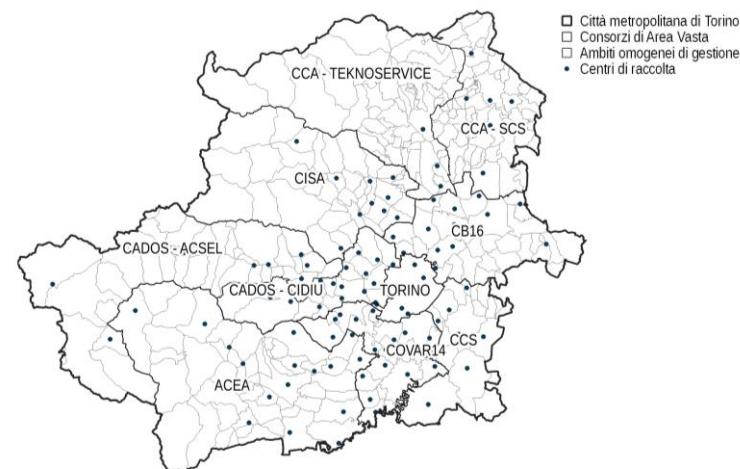 Città metropolitana di Torino
Consorzi di Area Vasta
Ambiti omogenei di gestione
Centri di raccolta
CCA - TEKNOSERVICE
CCA - SCS
CISA
CB16
CADOS - ACSEL
CADOS - CIDIU
TORINO
COVAR14
CCS
ACEA